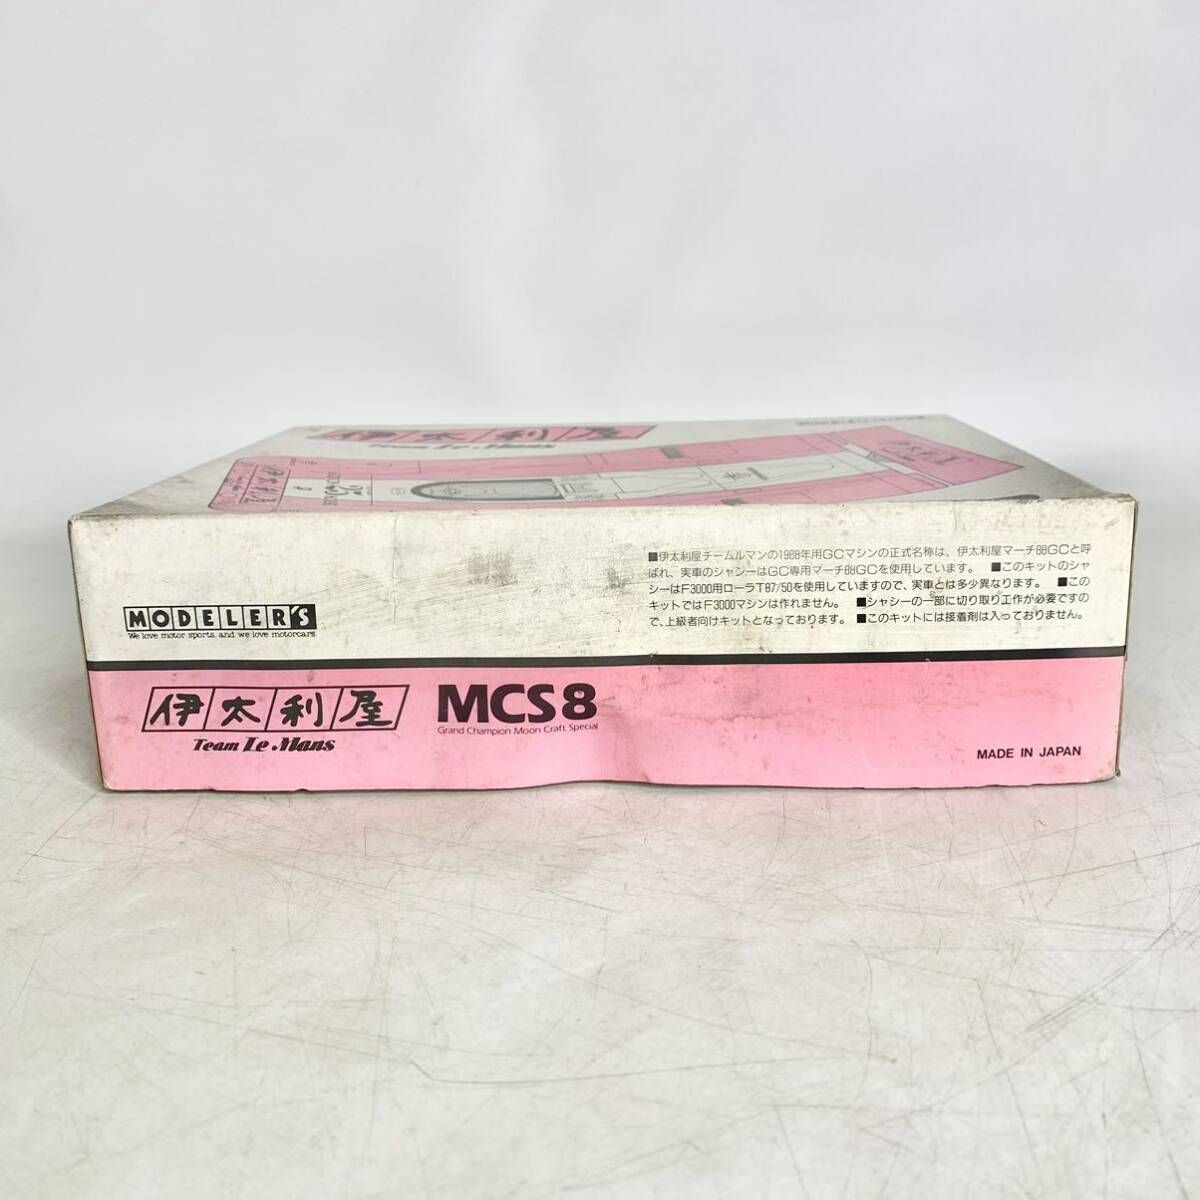 伊太利屋
Team Le Mans
伊太利屋
■伊太利屋チームルマンの1988年用GCマシンの正式名称は、伊太利屋マーチ88GCと呼
ばれ、実車のシャシーはGC専用マーチ88GCを使用しています。 ■このキットのシャ
シーはF3000用ローラT87/50を使用していますので、実車とは多少異なります。 ■この
キットではF3000マシンは作れません。 ■シャシーの一部に切り取り工作が必要ですの
で、上級者向けキットとなっております。 ■このキットには接着剤は入っておりません。
MODELER'S
We love motor sports, and we love motorcars
伊太利屋
Team Le Mans
MCS8
Grand Champion Moon Craft Special
MADE IN JAPAN